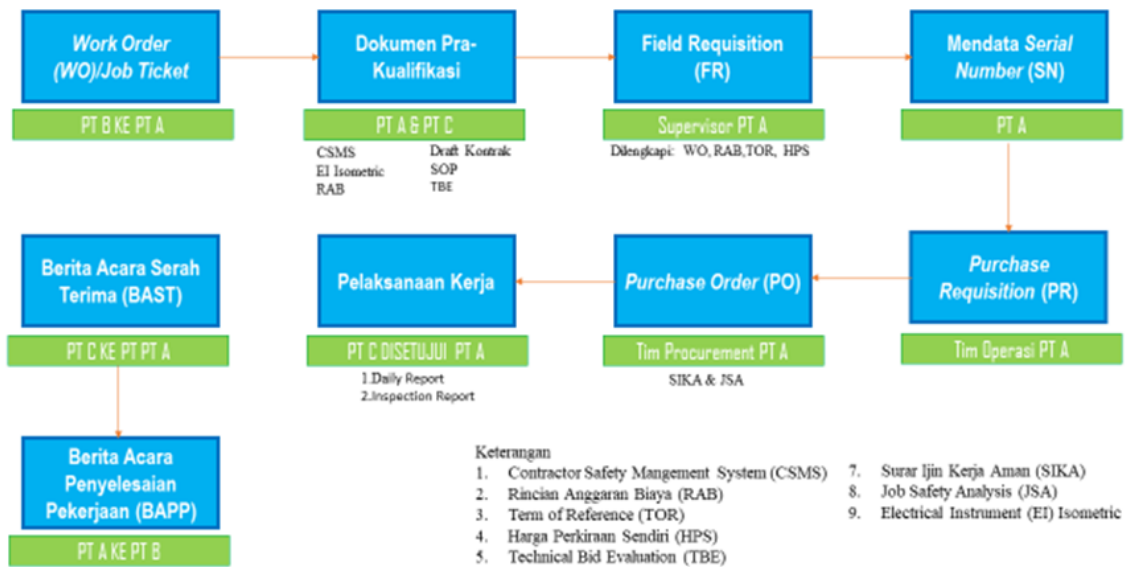 Work Order
(WO)/Job Ticket
PT B KE PT A
Dokumen Pra-
Kualifikasi
PT A & PT C
CSMS
EI Isometric
RAB
Draft Kontrak
SOP
TBE
Field Requisition
(FR)
Supervisor PT A
Dilengkapi: WO, RAB,TOR, HPS
Mendata Serial
Number (SN)
PT A
Purchase
Requisition (PR)
Tim Operasi PT A
Purchase Order (PO)
Tim Procurement PT A
SIKA & JSA
Pelaksanaan Kerja
PT C DISETUJUI PT A
1.Daily Report
2.Inspection Report
Berita Acara Serah
Terima (BAST)
PT C KE PT PT A
Berita Acara
Penyelesaian
Pekerjaan (BAPP)
PT A KE PT B
Keterangan
1. Contractor Safety Mangement System (CSMS)
2. Rincian Anggaran Biaya (RAB)
3. Term of Reference (TOR)
4. Harga Perkiraan Sendiri (HPS)
5. Technical Bid Evaluation (TBE)
7. Surar Ijin Kerja Aman (SIKA)
8. Job Safety Analysis (JSA)
9. Electrical Instrument (EI) Isometric